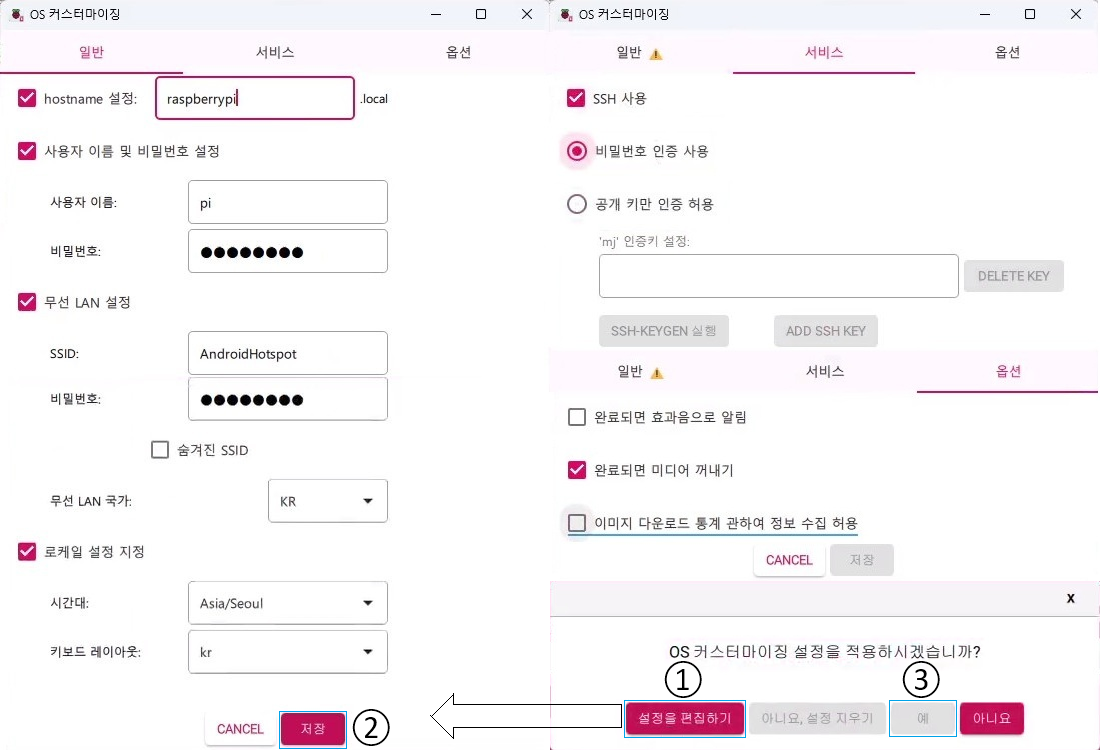 OS 커스터마이징
일반 서비스 옵션
hostname 설정: raspberrypi .local
사용자 이름 및 비밀번호 설정
사용자 이름: pi
비밀번호: ●●●●●●●●
무선 LAN 설정
SSID: AndroidHotspot
비밀번호: ●●●●●●●●
숨겨진 SSID
무선 LAN 국가: KR
로케일 설정 지정
시간대: Asia/Seoul
키보드 레이아웃: kr
CANCEL 저장 ②
OS 커스터마이징
일반 서비스 옵션
SSH 사용
비밀번호 인증 사용
공개 키만 인증 허용
'mj' 인증키 설정:
DELETE KEY
SSH-KEYGEN 실행 ADD SSH KEY
일반 서비스 옵션
완료되면 효과음으로 알림
완료되면 미디어 꺼내기
이미지 다운로드 통계 관하여 정보 수집 허용
CANCEL 저장
x
OS 커스터마이징 설정을 적용하시겠습니까?
① ③
설정을 편집하기 아니요, 설정 지우기 예 아니요